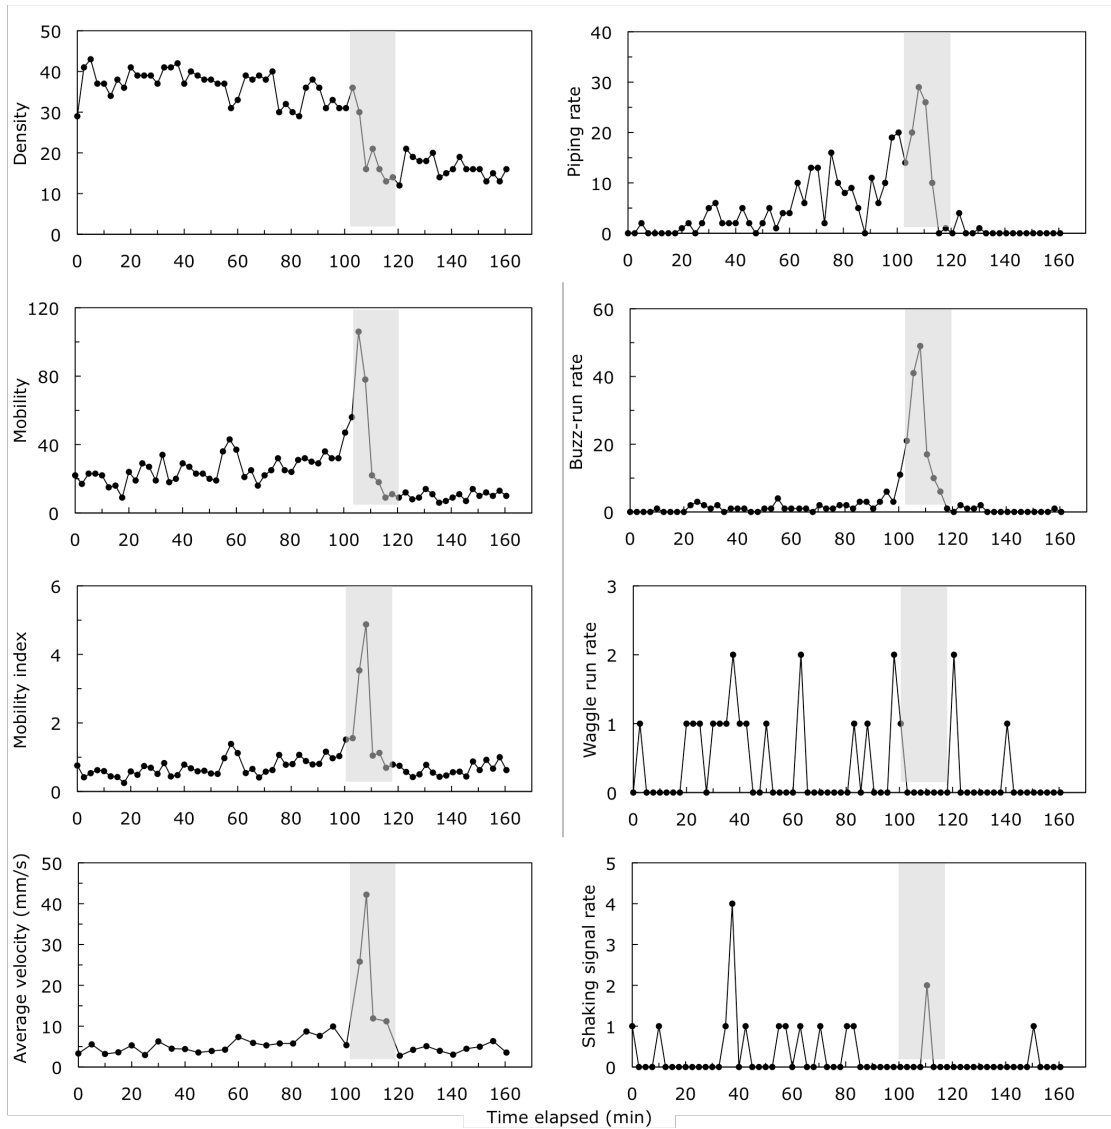 50
40
30
20
10
0
Density
0 20 40 60 80 100 120 140 160
40
30
20
10
0
Piping rate
0 20 40 60 80 100 120 140 160
120
80
40
0
Mobility
0 20 40 60 80 100 120 140 160
60
40
20
0
Buzz-run rate
0 20 40 60 80 100 120 140 160
6
4
2
0
Mobility index
0 20 40 60 80 100 120 140 160
3
2
1
0
Waggle run rate
0 20 40 60 80 100 120 140 160
50
40
30
20
10
0
Average velocity (mm/s)
0 20 40 60 80 100 120 140 160
5
4
3
2
1
0
Shaking signal rate
0 20 40 60 80 100 120 140 160
Time elapsed (min)